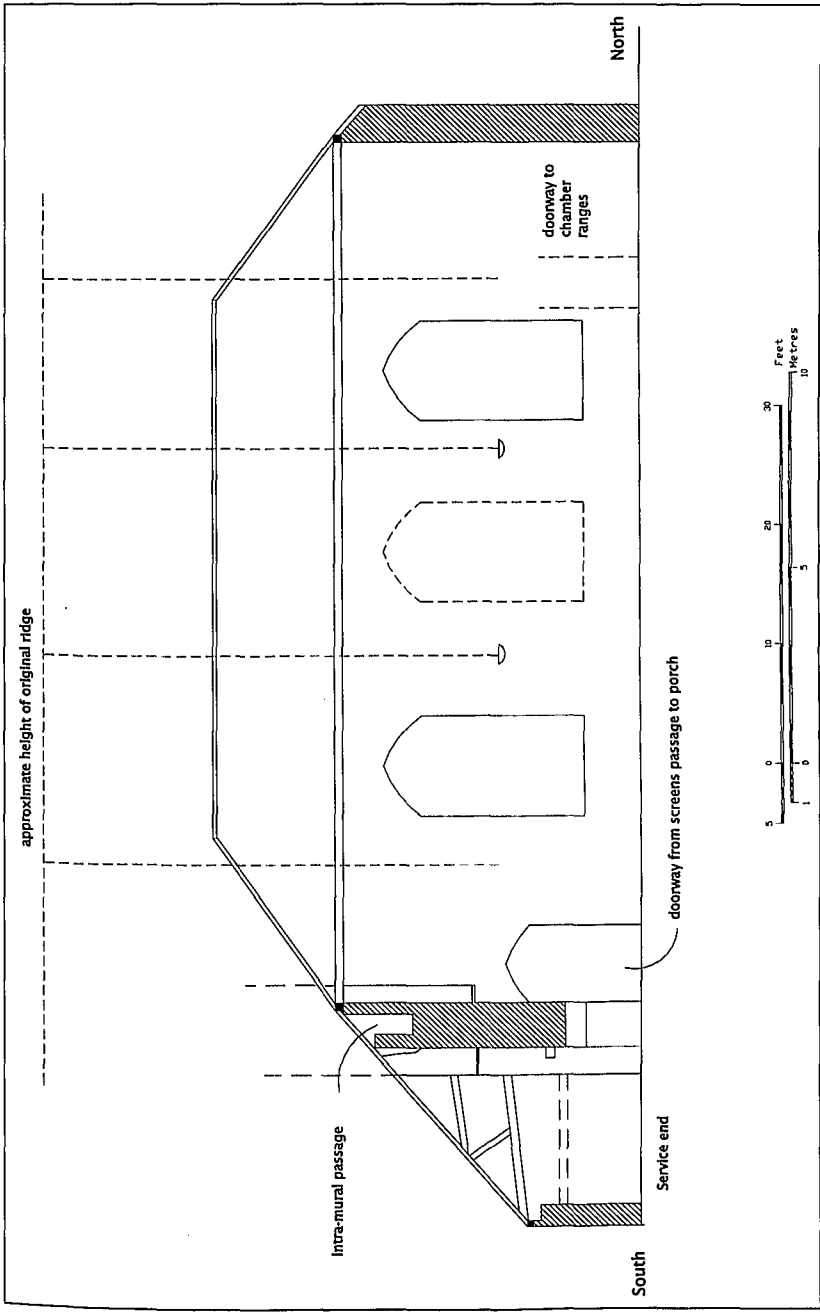 approximate height of original ridge
North
doorway to
chamber
ranges
Intra-mural passage
South
Service end
doorway from screens passage to porch
5 0 10 20 30 Feet
1 0 5 10 Metres